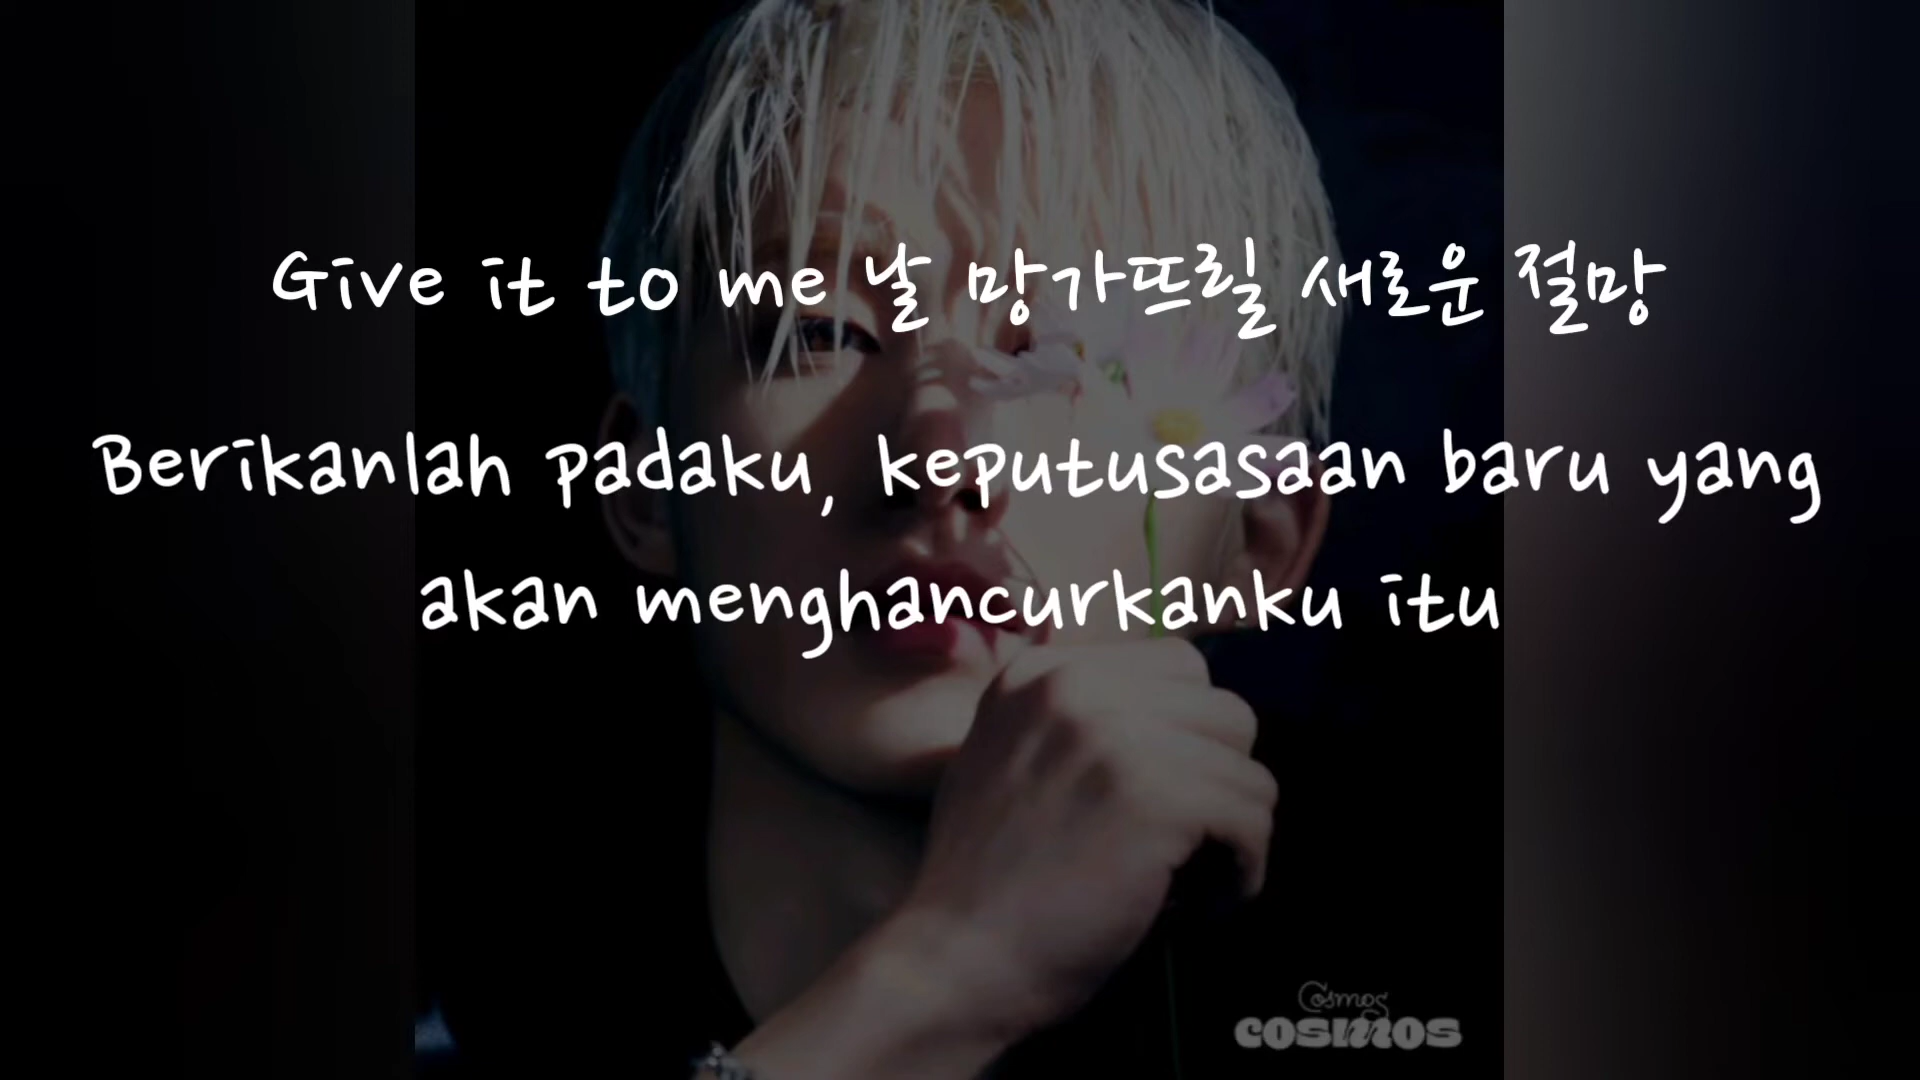 Give it to me 날 망가뜨릴 새로운 절망
Berikanlah padaku, keputusasaan baru yang
akan menghancurkanku itu
Cosmos
COSMOS